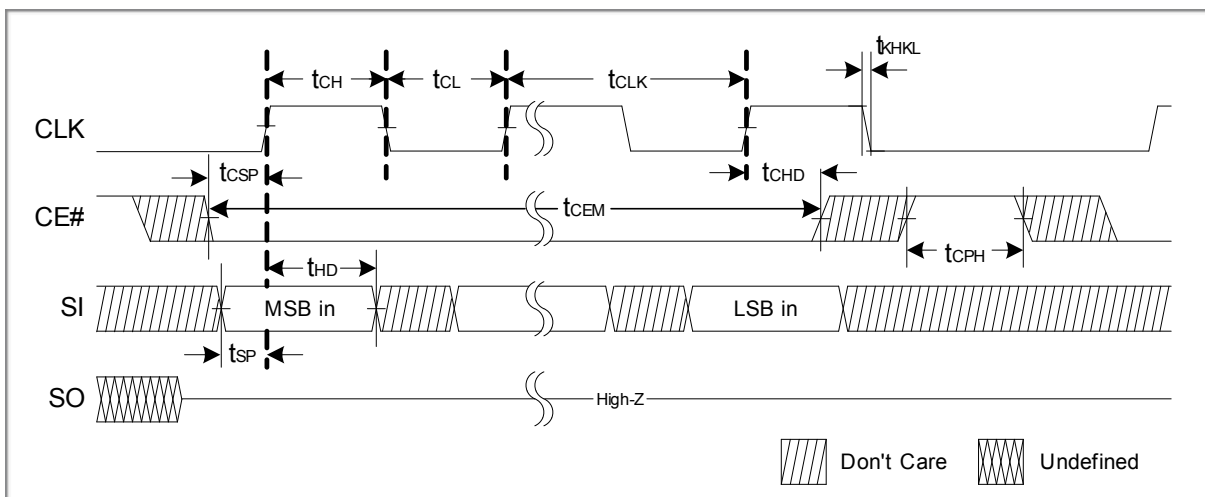 tKHKL
tCH
tCL
tCLK
CLK
tCSP
tCHD
CE#
tCEM
tCPH
tHD
SI
MSB in
LSB in
tSP
SO
High-Z
Don't Care
Undefined